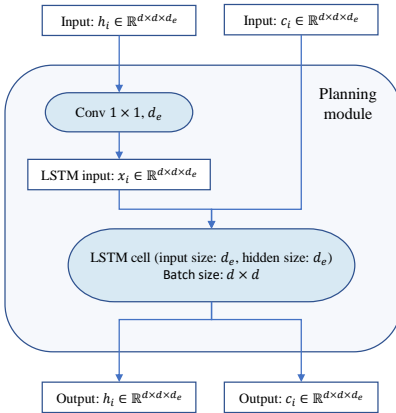 Input: ℎ𝑖 ∈ ℝ^{𝑑×𝑑×𝑑𝑒}
Input: 𝑐𝑖 ∈ ℝ^{𝑑×𝑑×𝑑𝑒}
Planning
module
Conv 1 × 1, 𝑑𝑒
LSTM input: 𝑥𝑖 ∈ ℝ^{𝑑×𝑑×𝑑𝑒}
LSTM cell (input size: 𝑑𝑒, hidden size: 𝑑𝑒)
Batch size: 𝑑 × 𝑑
Output: ℎ𝑖 ∈ ℝ^{𝑑×𝑑×𝑑𝑒}
Output: 𝑐𝑖 ∈ ℝ^{𝑑×𝑑×𝑑𝑒}